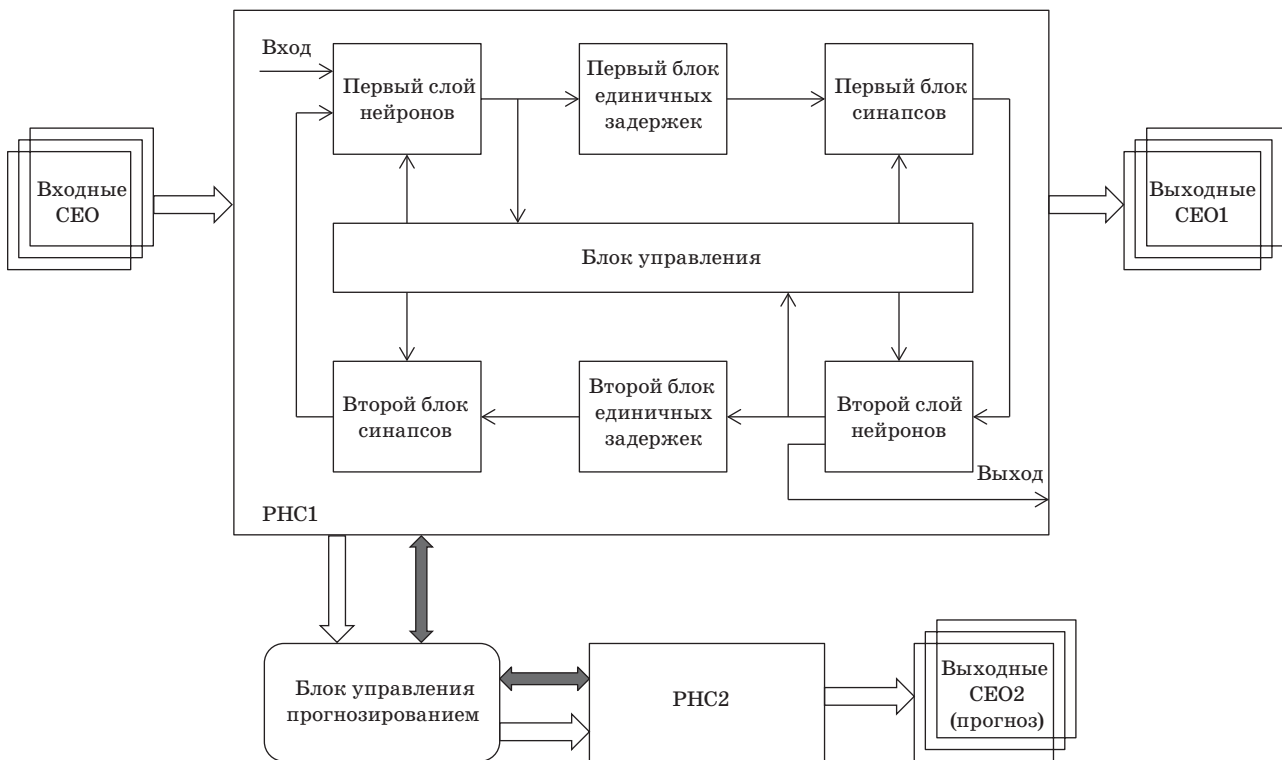 Вход
Первый слой
нейронов
Первый блок
единичных
задержек
Первый блок
синапсов
Входные
СЕО
Выходные
СЕО1
Блок управления
Второй блок
синапсов
Второй блок
единичных
задержек
Второй слой
нейронов
Выход
РНС1
Блок управления
прогнозированием
РНС2
Выходные
СЕО2
(прогноз)